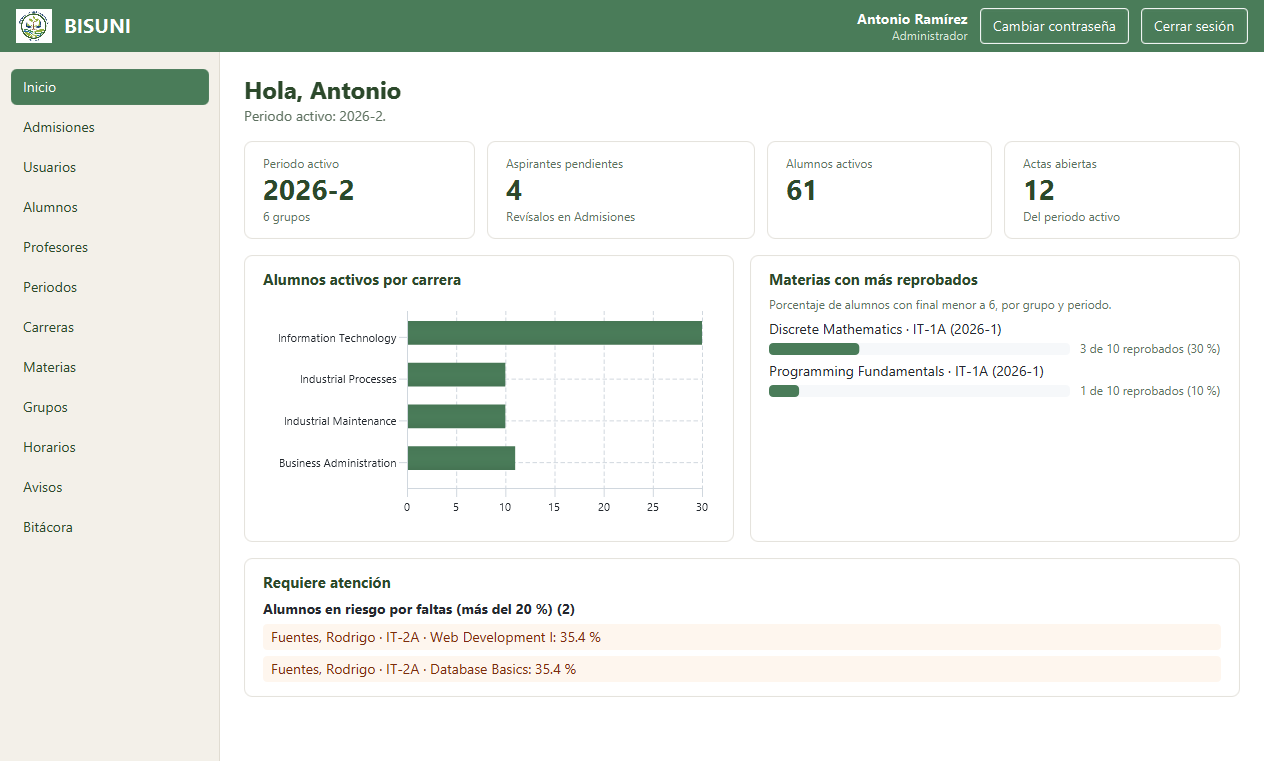 BISUNI
Antonio Ramírez
Administrador
Cambiar contraseña
Cerrar sesión
Inicio
Admisiones
Usuarios
Alumnos
Profesores
Periodos
Carreras
Materias
Grupos
Horarios
Avisos
Bitácora
Hola, Antonio
Periodo activo: 2026-2.
Periodo activo
2026-2
6 grupos
Aspirantes pendientes
4
Revísalos en Admisiones
Alumnos activos
61
Actas abiertas
12
Del periodo activo
Alumnos activos por carrera
Information Technology
Industrial Processes
Industrial Maintenance
Business Administration
0 5 10 15 20 25 30
Materias con más reprobados
Porcentaje de alumnos con final menor a 6, por grupo y periodo.
Discrete Mathematics · IT-1A (2026-1)
3 de 10 reprobados (30 %)
Programming Fundamentals · IT-1A (2026-1)
1 de 10 reprobados (10 %)
Requiere atención
Alumnos en riesgo por faltas (más del 20 %) (2)
Fuentes, Rodrigo · IT-2A · Web Development I: 35.4 %
Fuentes, Rodrigo · IT-2A · Database Basics: 35.4 %